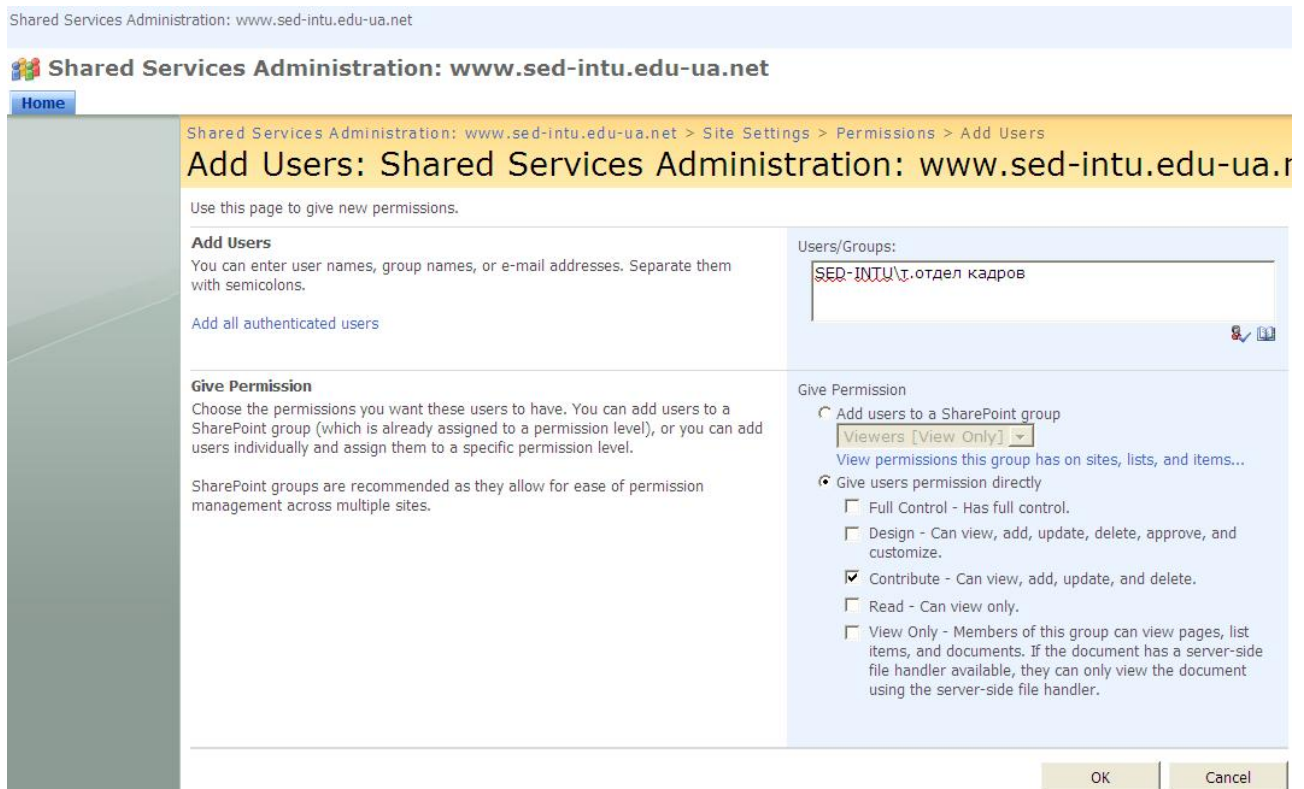 Shared Services Administration: www.sed-intu.edu-ua.net
Shared Services Administration: www.sed-intu.edu-ua.net
Home
Shared Services Administration: www.sed-intu.edu-ua.net > Site Settings > Permissions > Add Users
Add Users: Shared Services Administration: www.sed-intu.edu-ua.
Use this page to give new permissions.
Add Users
You can enter user names, group names, or e-mail addresses. Separate them
with semicolons.
Add all authenticated users
Users/Groups:
SED-INTU\т.отдел кадров
Give Permission
Choose the permissions you want these users to have. You can add users to a
SharePoint group (which is already assigned to a permission level), or you can add
users individually and assign them to a specific permission level.
SharePoint groups are recommended as they allow for ease of permission
management across multiple sites.
Give Permission
Add users to a SharePoint group
Viewers [View Only]
View permissions this group has on sites, lists, and items...
Give users permission directly
Full Control - Has full control.
Design - Can view, add, update, delete, approve, and
customize.
Contribute - Can view, add, update, and delete.
Read - Can view only.
View Only - Members of this group can view pages, list
items, and documents. If the document has a server-side
file handler available, they can only view the document
using the server-side file handler.
OK
Cancel